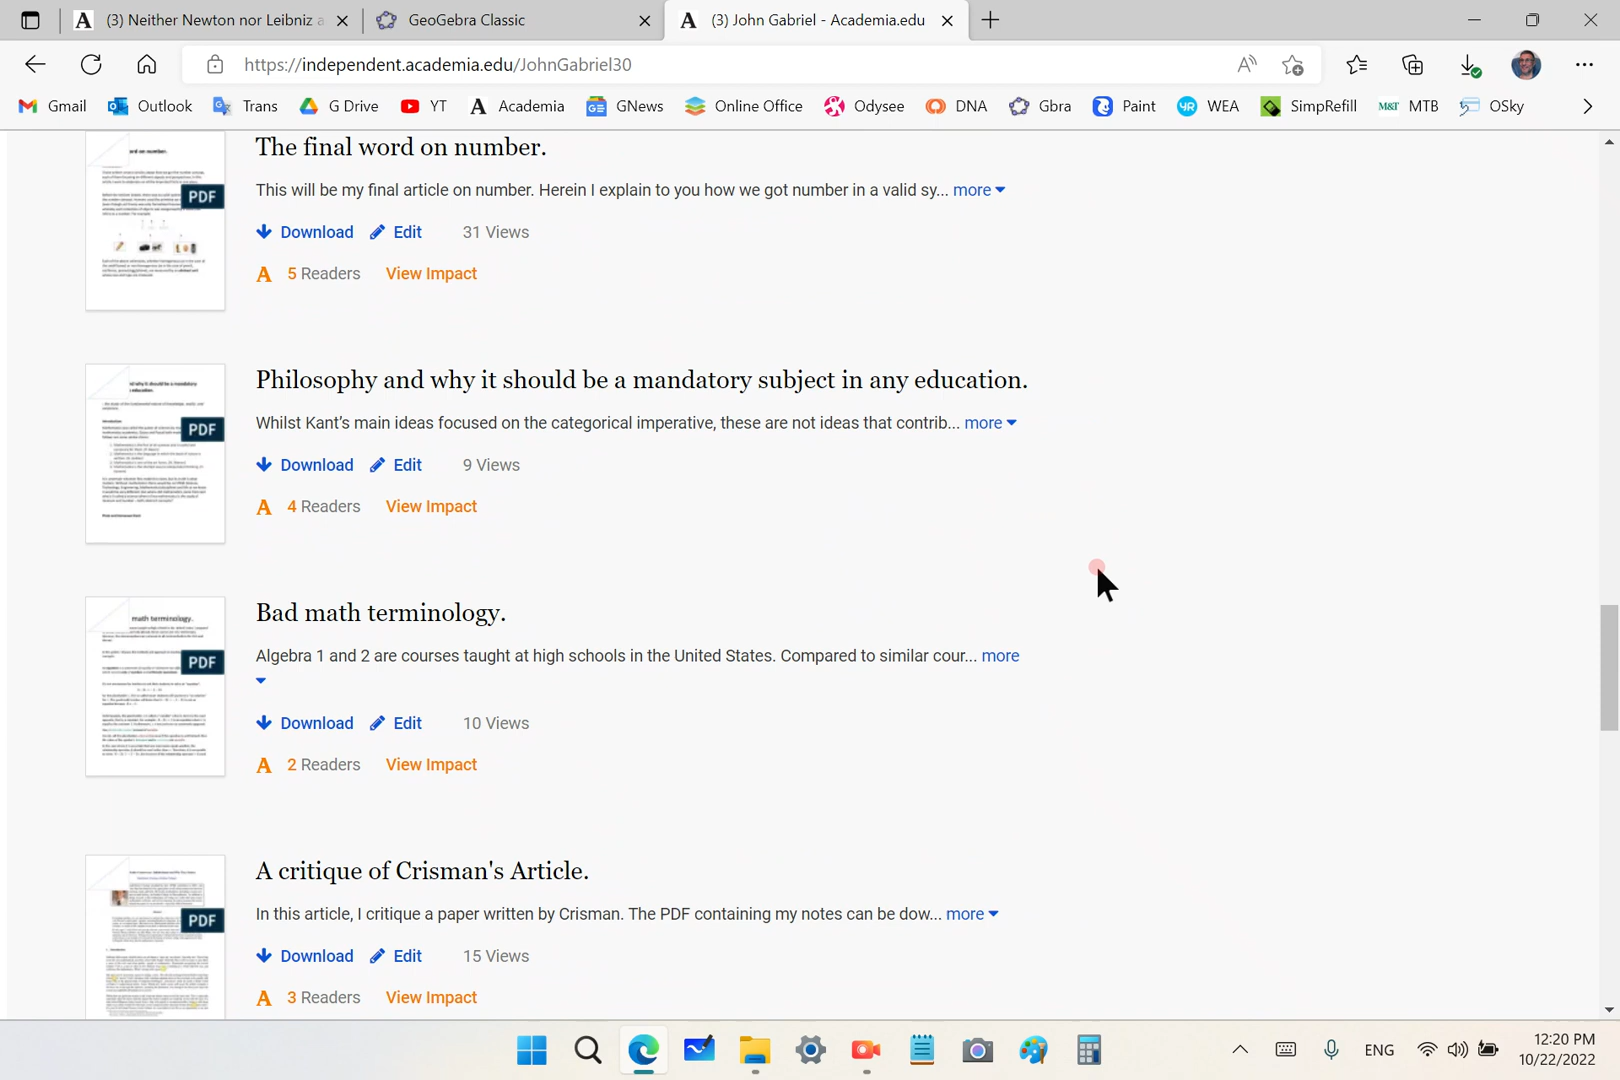 (3) Neither Newton nor Leibniz a
GeoGebra Classic
(3) John Gabriel - Academia.edu
https://independent.academia.edu/JohnGabriel30
Gmail Outlook Trans G Drive YT Academia GNews Online Office Odysee DNA Gbra Paint WEA SimpRefill M&T MTB OSky
The final word on number.
This will be my final article on number. Herein I explain to you how we got number in a valid sy... more
PDF
Download Edit 31 Views
5 Readers View Impact
Philosophy and why it should be a mandatory subject in any education.
Whilst Kant’s main ideas focused on the categorical imperative, these are not ideas that contrib... more
PDF
Download Edit 9 Views
4 Readers View Impact
Bad math terminology.
math terminology.
Algebra 1 and 2 are courses taught at high schools in the United States. Compared to similar cour... more
PDF
Download Edit 10 Views
2 Readers View Impact
A critique of Crisman's Article.
In this article, I critique a paper written by Crisman. The PDF containing my notes can be dow... more
PDF
Download Edit 15 Views
3 Readers View Impact
ENG
12:20 PM
10/22/2022